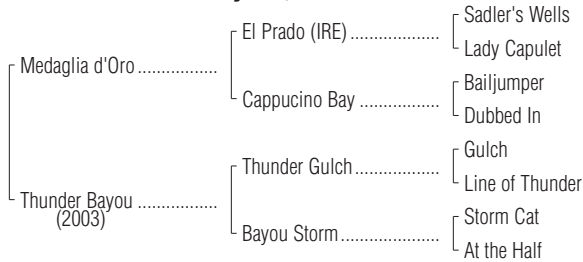 Sadler's Wells
El Prado (IRE) ...................
Lady Capulet
Medaglia d'Oro .................
Bailjumper
Cappucino Bay .................
Dubbed In
Gulch
Thunder Gulch ..................
Line of Thunder
Thunder Bayou .................
(2003)
Storm Cat
Bayou Storm .....................
At the Half